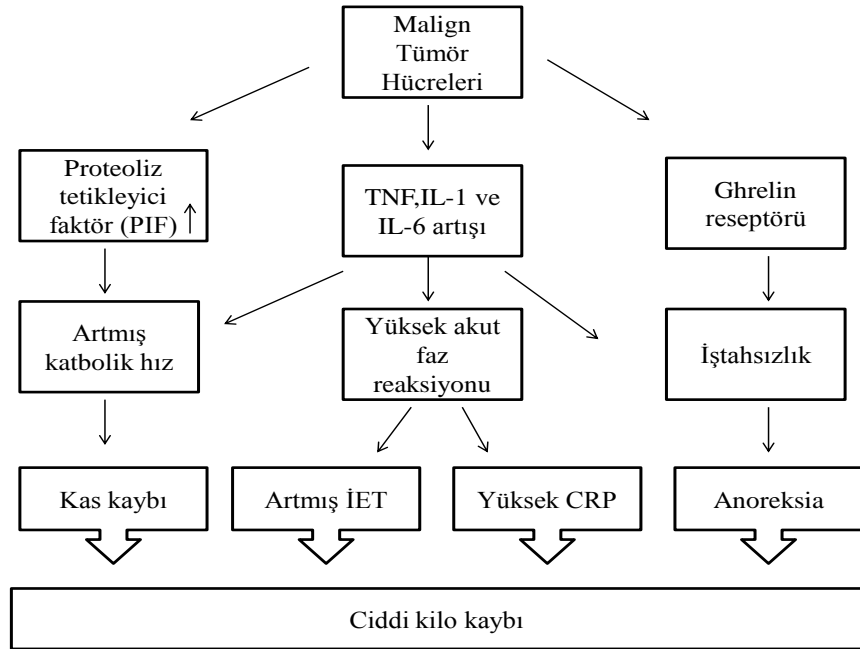 Malign
Tümör
Hücreleri
Proteoliz
tetikleyici
faktör (PIF)
TNF,IL-1 ve
IL-6 artışı
Ghrelin
reseptörü
Artmış
katbolik hız
Yüksek akut
faz
reaksiyonu
İştahsızlık
Kas kaybı
Artmış İET
Yüksek CRP
Anoreksia
Ciddi kilo kaybı